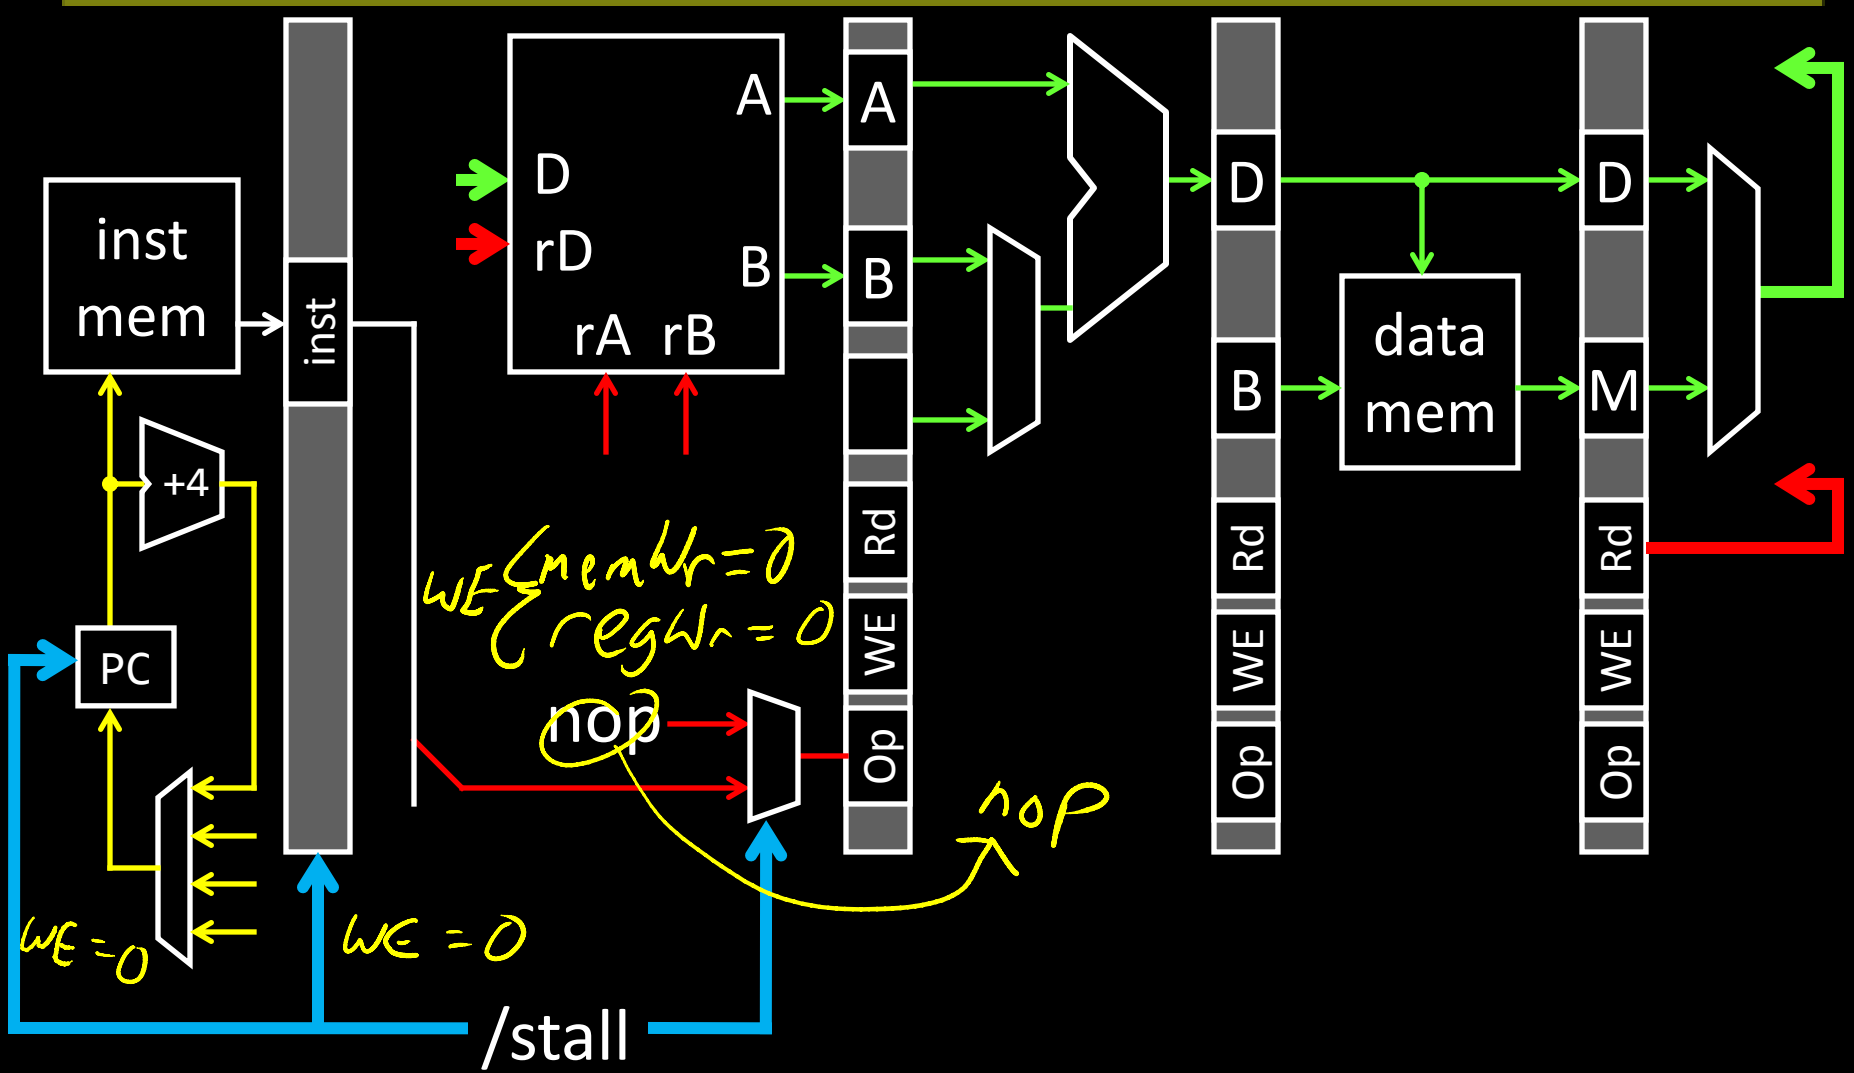 inst
mem
+4
PC
WE=0
inst
WE=0
/stall
D
rD
A
B
rA rB
WE { memWr=0
regWr=0
nop
nop
A
B
Rd
WE
Op
D
B
Rd
WE
Op
data
mem
D
M
Rd
WE
Op